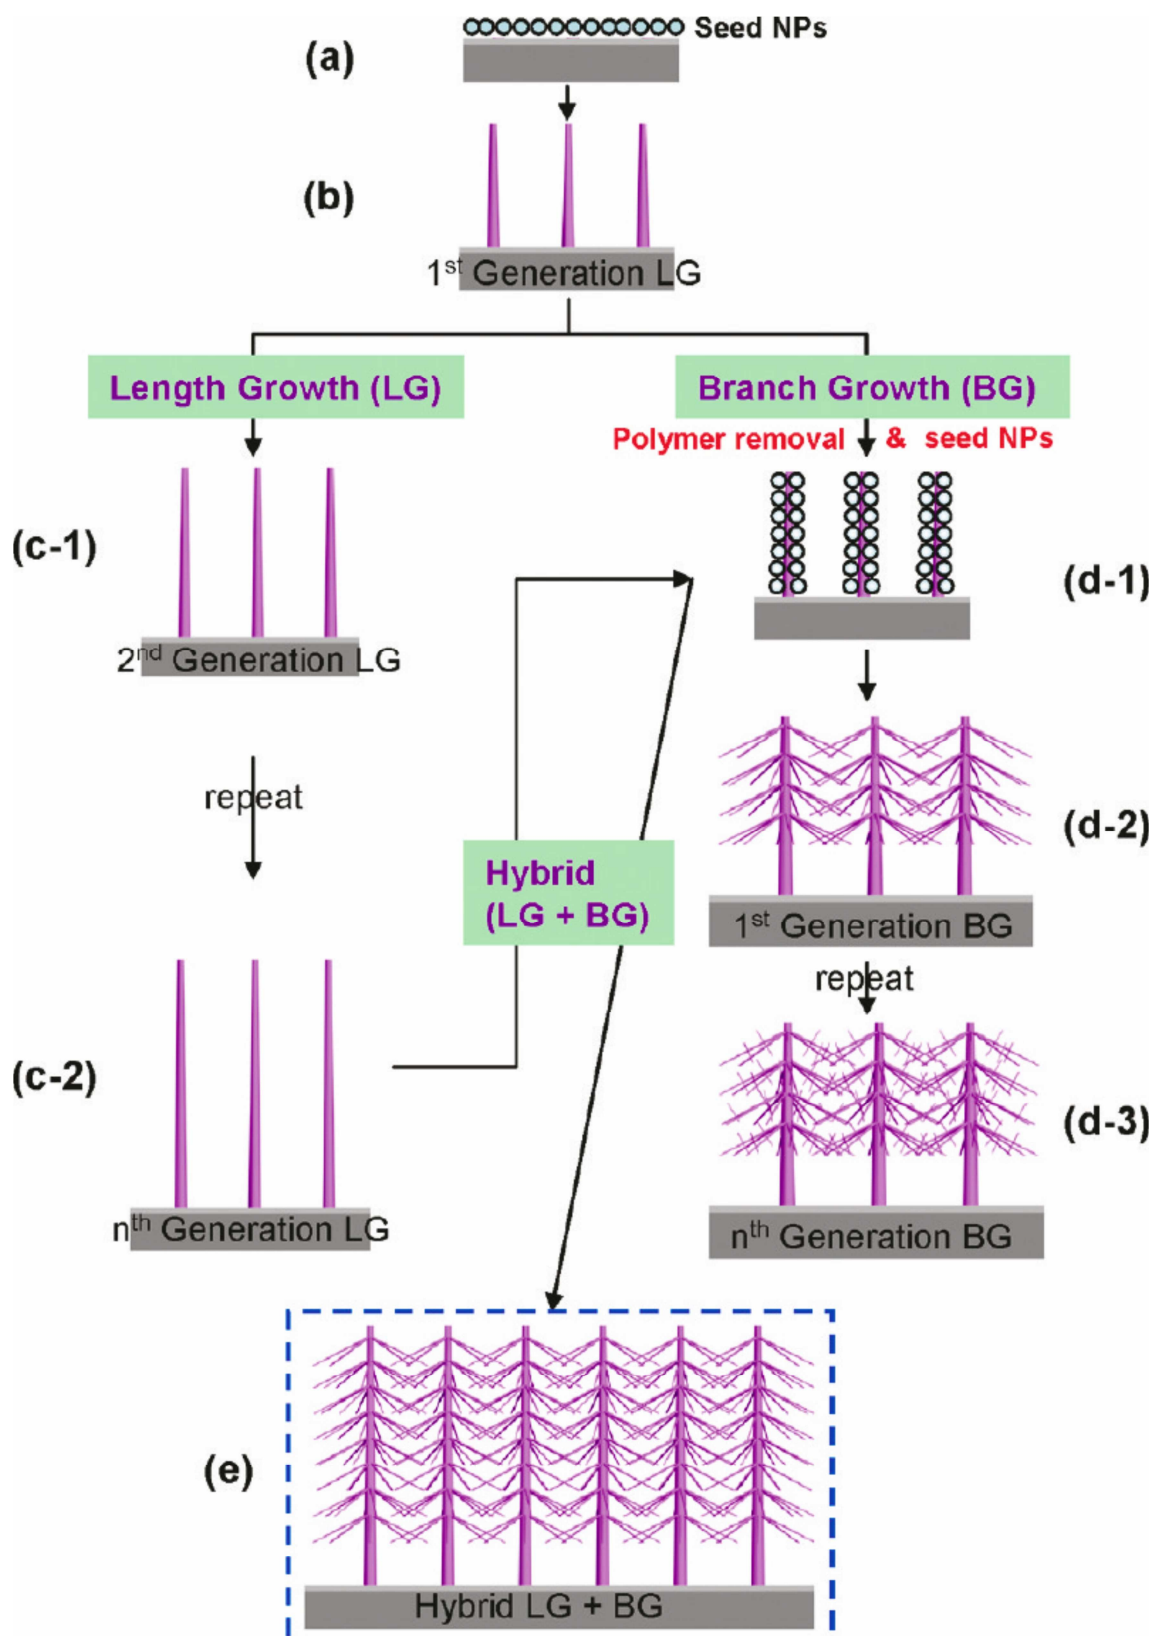 Seed NPs
(a)
(b)
1st Generation LG
Length Growth (LG)
Branch Growth (BG)
Polymer removal & seed NPs
(c-1)
(d-1)
2nd Generation LG
repeat
(d-2)
Hybrid
(LG + BG)
1st Generation BG
repeat
(c-2)
(d-3)
nth Generation LG
nth Generation BG
(e)
Hybrid LG + BG